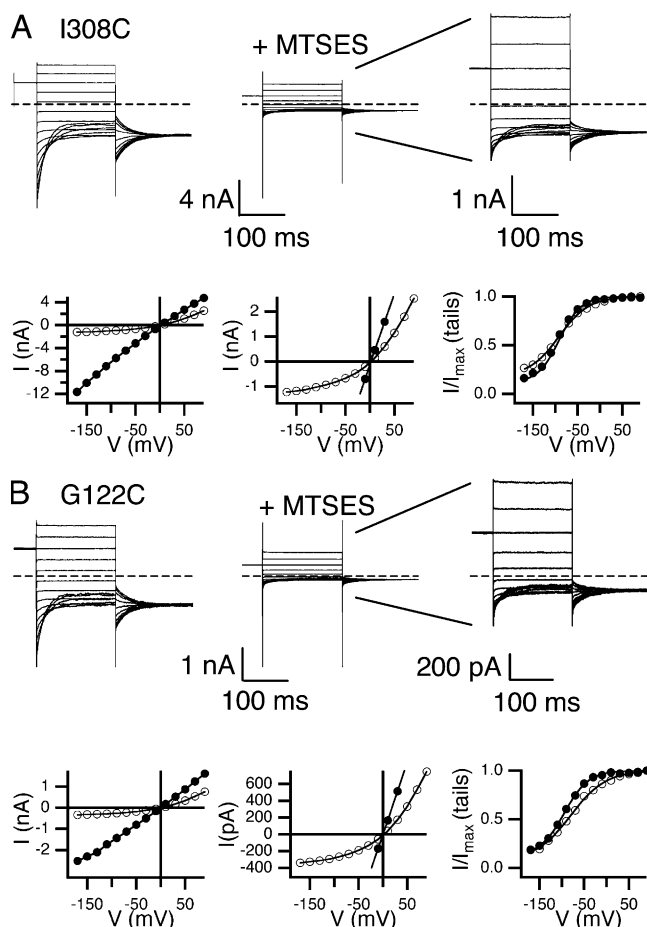 A I308C
+ MTSES
4 nA
100 ms
1 nA
100 ms
I (nA)
4
0
-4
-8
-12
-150 -50 50
V (mV)
I (nA)
2
1
0
-1
-150 -50 50
V (mV)
I/Imax (tails)
1.0
0.5
0.0
-150 -50 50
V (mV)
B G122C
+ MTSES
1 nA
100 ms
200 pA
100 ms
I (nA)
1
0
-1
-2
-150 -50 50
V (mV)
I(pA)
600
400
200
0
-200
-400
-150 -50 50
V (mV)
I/Imax (tails)
1.0
0.5
0.0
-150 -50 50
V (mV)